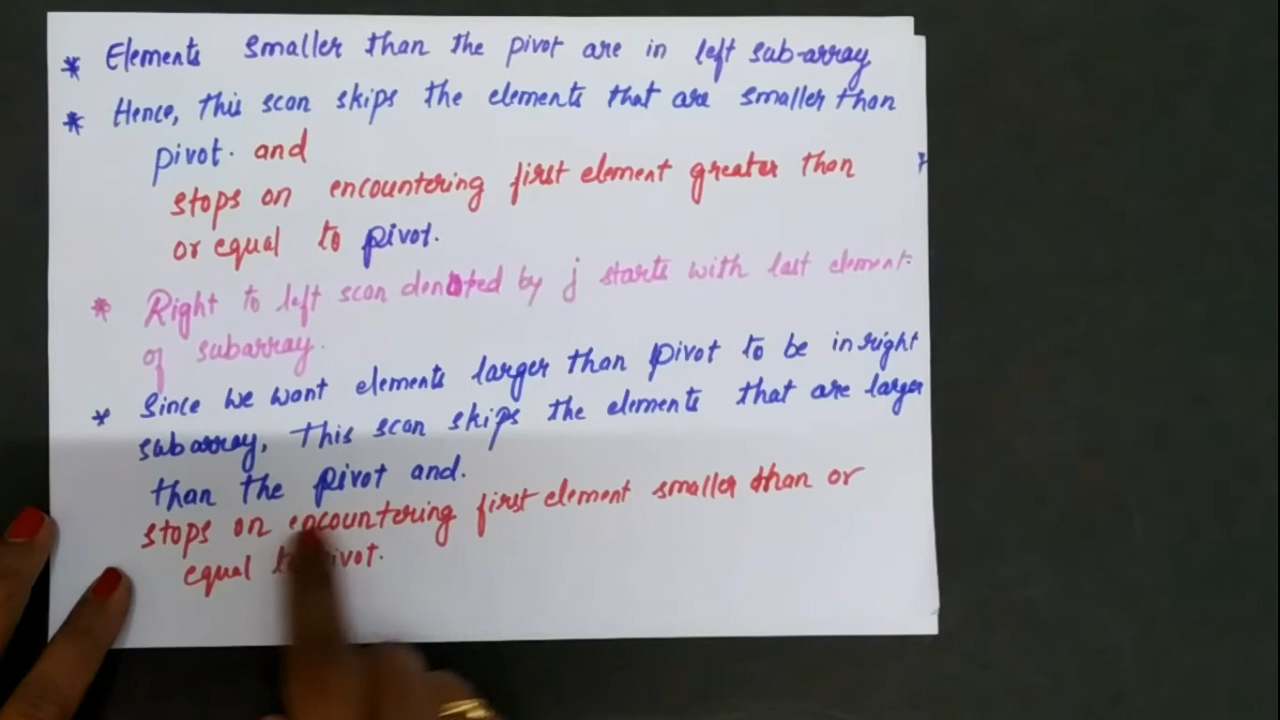 * Elements smaller than the pivot are in left sub-array
* Hence, this scan skips the elements that are smaller than
pivot. and
stops on encountering first element greater than
or equal to pivot.
* Right to left scan denoted by j starts with last element
of subarray.
* Since we want elements larger than pivot to be in right
subarray, This scan skips the elements that are larger
than the pivot and.
stops on encountering first element smaller than or
equal to pivot.